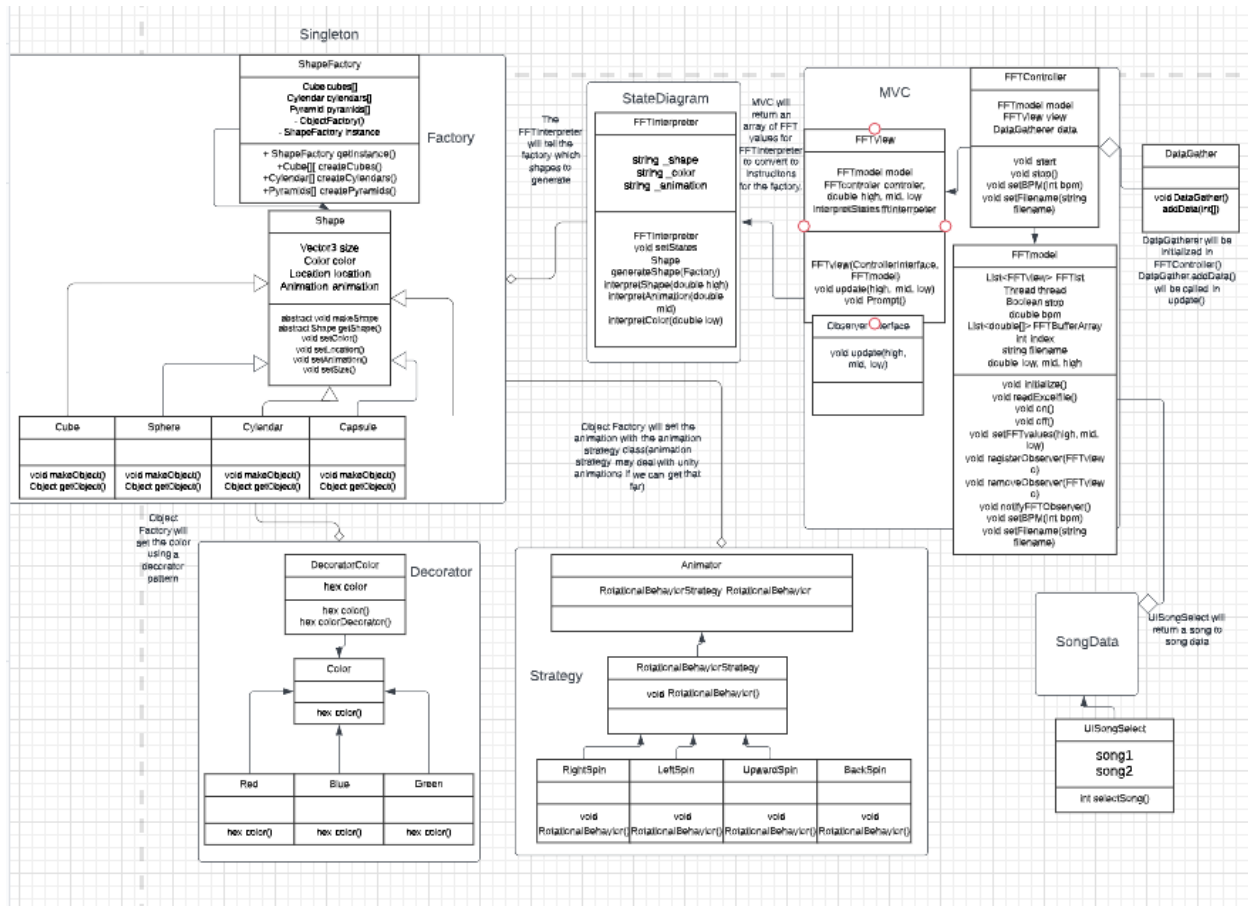 Singleton
ShapeFactory
Cube cubes[]
Cylendar cylendars[]
Pyramid pyramids[]
- ObjectFactory()
- ShapeFactory instance
+ ShapeFactory getInstance()
+Cube[] createCubes()
+Cylendar[] createCylendars()
+Pyramids[] createPyramids()
Factory
Shape
Vector3 size
Color color
Location location
Animation animation
abstract void makeShape
abstract Shape getShape()
void setColor()
void setLocation()
void setAnimation()
void setSize()
Cube
void makeObject()
Object getObject()
Sphere
void makeObject()
Object getObject()
Cylendar
void makeObject()
Object getObject()
Capsule
void makeObject()
Object getObject()
The
FFTInterpreter
will tell the
factory which
shapes to
generate
StateDiagram
FFTInterpreter
string _shape
string _color
string _animation
FFTInterpreter
void setStates
Shape
generateShape(Factory)
interpretShape(double high)
interpretAnimation(double
mid)
interpretColor(double low)
MVC will
return an
array of FFT
values for
FFTInterpreter
to convert to
instructions
for the factory.
MVC
FFTView
FFTmodel model
FFTcontroller controler,
double high, mid, low
InterpretStates fftInterpreter
FFTview(ControllerInterface,
FFTmodel)
void update(high, mid, low)
void Prompt()
void update(high,
mid, low)
FFTController
FFTmodel model
FFTview view
DataGatherer data
void start
void stop()
void setBPM(int bpm)
void setFilename(string
filename)
DataGather
void DataGather()
addData(int[])
DataGatherer will be
initialized in
FFTController()
DataGather.addData()
will be called in
update()
FFTmodel
List<FFTview> FFTlist
Thread thread
Boolean stop
double bpm
List<double[]> FFTBufferArray
int index
string filename
double low, mid, high
void initialize()
void readExcelfile()
void on()
void off()
void setFFTvalues(high, mid,
low)
void registerObserver(FFTview
o)
void removeObserver(FFTview
o)
void notifyFFTObserver()
void setBPM(int bpm)
void setFilename(string
filename)
Object Factory will set the
animation with the animation
strategy class(animation
strategy may deal with unity
animations if we can get that
far)
Object
Factory will
set the color
using a
decorator
pattern
Decorator
DecoratorColor
hex color
hex color()
hex colorDecorator()
Color
hex color()
Red
hex color()
Blue
hex color()
Green
hex color()
Strategy
Animator
RotationalBehaviorStrategy RotationalBehavior
RotationalBehaviorStrategy
void RotationalBehavior()
RightSpin
void
RotationalBehavior()
LeftSpin
void
RotationalBehavior()
UpwardSpin
void
RotationalBehavior()
BackSpin
void
RotationalBehavior()
SongData
UISongSelect will
return a song to
song data
UISongSelect
song1
song2
int selectSong()